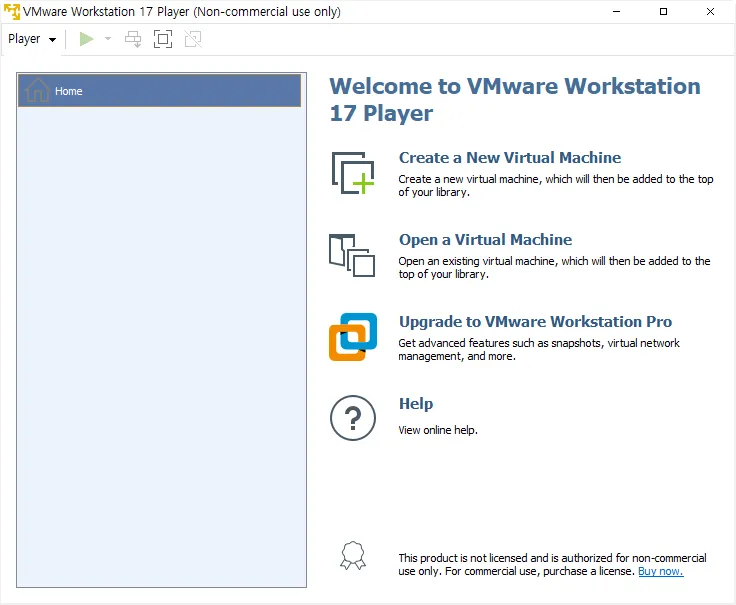 VMware Workstation 17 Player (Non-commercial use only)
Player
Home
Welcome to VMware Workstation
17 Player
Create a New Virtual Machine
Create a new virtual machine, which will then be added to the top
of your library.
Open a Virtual Machine
Open an existing virtual machine, which will then be added to the
top of your library.
Upgrade to VMware Workstation Pro
Get advanced features such as snapshots, virtual network
management, and more.
Help
View online help.
This product is not licensed and is authorized for non-commercial
use only. For commercial use, purchase a license. Buy now.